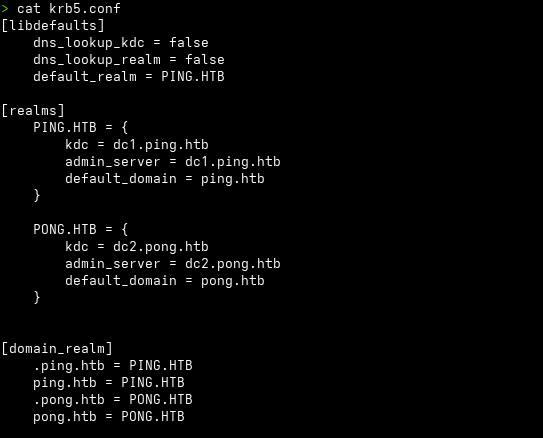 > cat krb5.conf
[libdefaults]
    dns_lookup_kdc = false
    dns_lookup_realm = false
    default_realm = PING.HTB

[realms]
    PING.HTB = {
        kdc = dc1.ping.htb
        admin_server = dc1.ping.htb
        default_domain = ping.htb
    }

    PONG.HTB = {
        kdc = dc2.pong.htb
        admin_server = dc2.pong.htb
        default_domain = pong.htb
    }


[domain_realm]
    .ping.htb = PING.HTB
    ping.htb = PING.HTB
    .pong.htb = PONG.HTB
    pong.htb = PONG.HTB